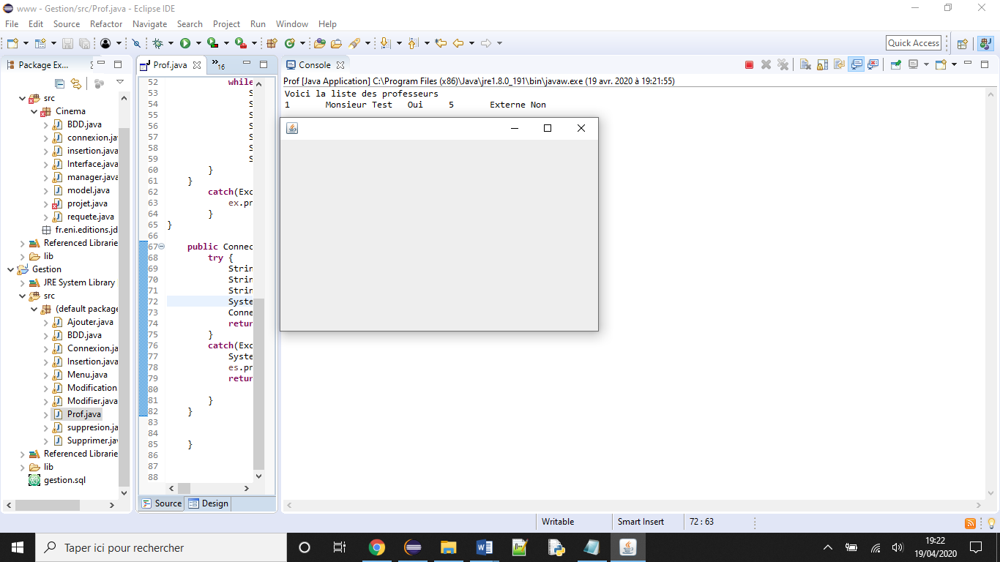 www - Gestion/src/Prof.java - Eclipse IDE
File Edit Source Refactor Navigate Search Project Run Window Help
Quick Access
Package Ex...
src
Cinema
BDD.java
connexion.jav
insertion.java
Interface.java
manager.java
model.java
projet.java
requete.java
fr.eni.editions.jd
Referenced Librarie
lib
Gestion
JRE System Library
src
(default package
Ajouter.java
BDD.java
Connexion.ja
Insertion.java
Menu.java
Modification
Modifier.java
Prof.java
suppresion.ja
Supprimer.jav
Referenced Librarie
lib
gestion.sql
Prof.java
16
52 while
53 S
54 S
55 S
56 S
57 S
58 S
59 S
60 }
61 }
62 catch(Exc
63 ex.pr
64 }
65 }
66
67 public Connec
68 try {
69 Strin
70 Strin
71 Strin
72 Syste
73 Conne
74 retur
75 }
76 catch(Exc
77 Syste
78 es.pr
79 retur
80
81 }
82 }
83
84
85 }
86
87
88
Source Design
Console
Prof [Java Application] C:\Program Files (x86)\Java\jre1.8.0_191\bin\javaw.exe (19 avr. 2020 à 19:21:55)
Voici la liste des professeurs
1 Monsieur Test Oui 5 Externe Non
Writable Smart Insert 72 : 63
Taper ici pour rechercher
19:22
19/04/2020